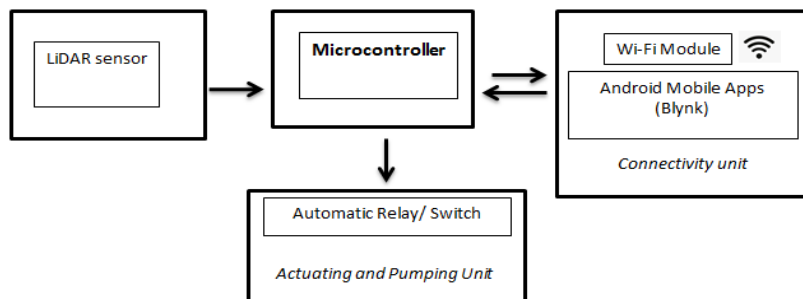 LiDAR sensor
Microcontroller
Wi-Fi Module
Android Mobile Apps
(Blynk)
Connectivity unit
Automatic Relay/ Switch
Actuating and Pumping Unit